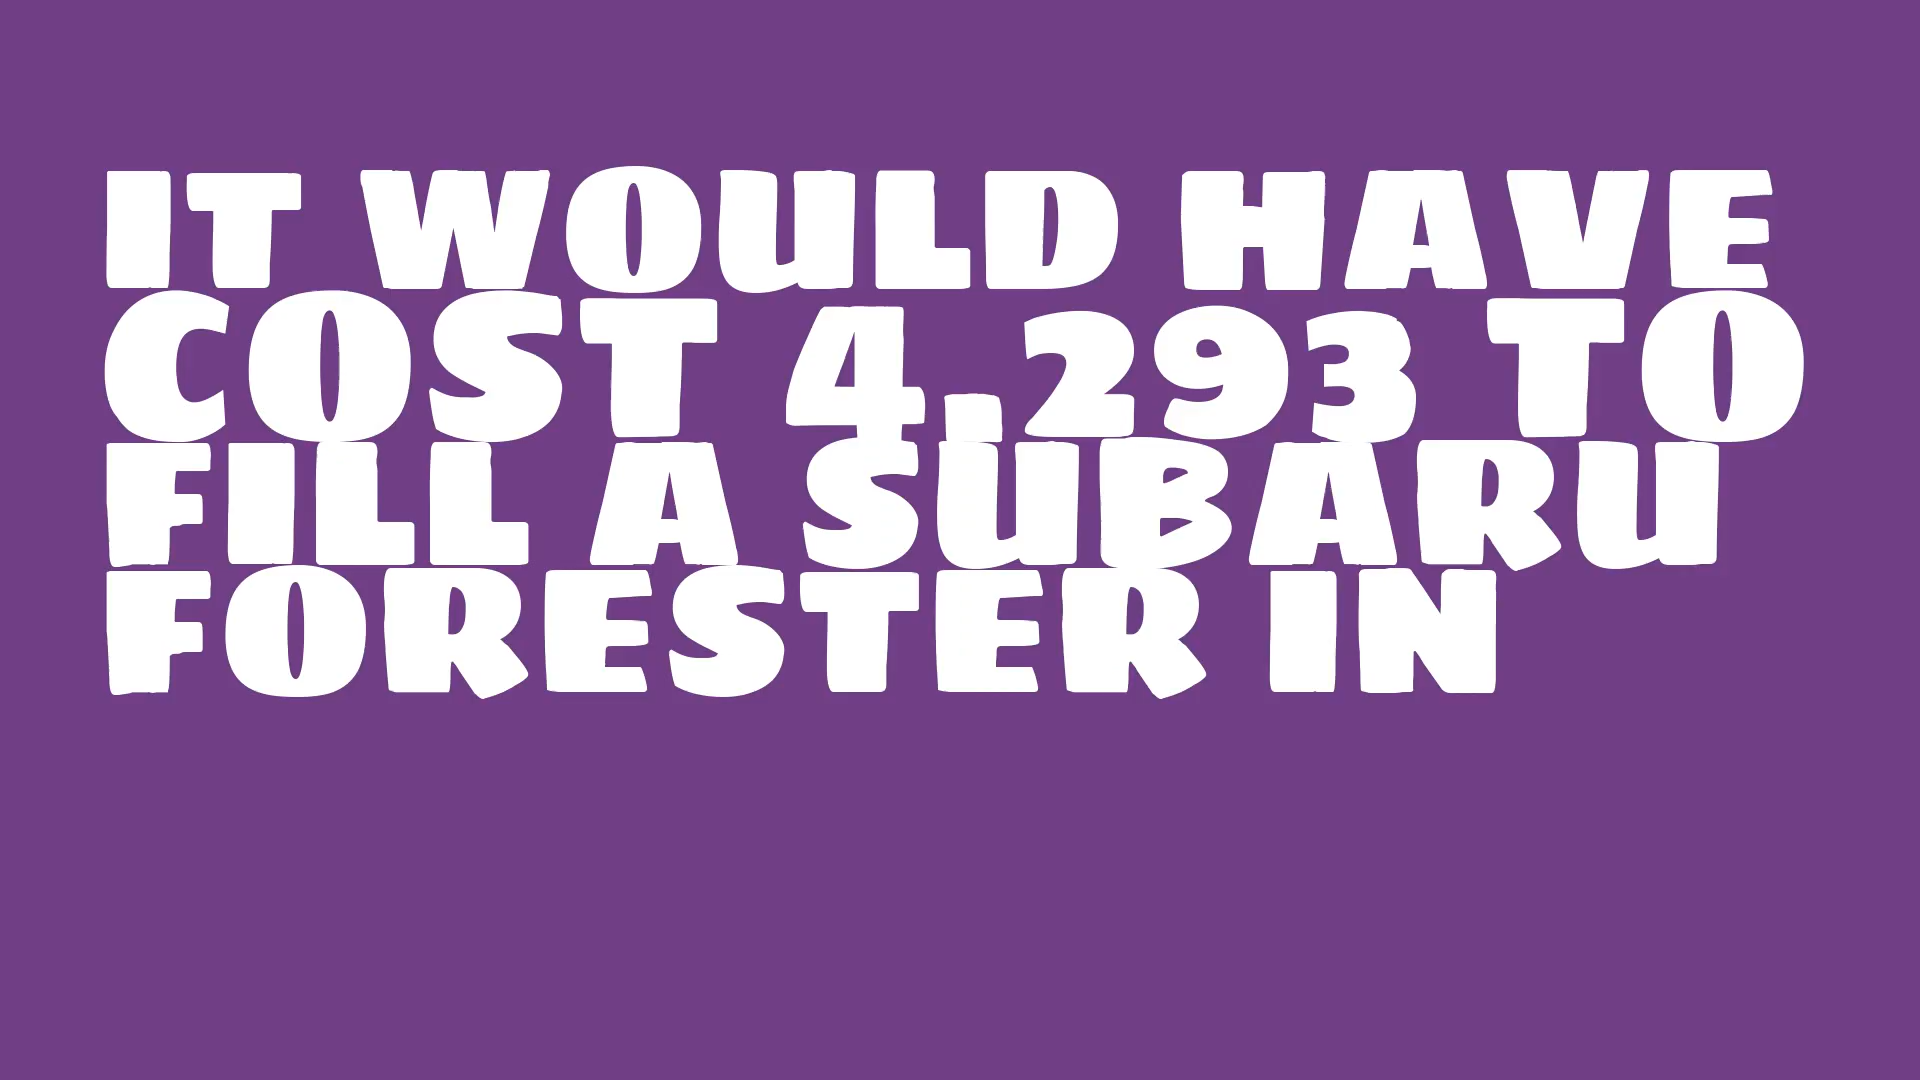 IT WOULD HAVE
COST 4,293 TO
FILL A SUBARU
FORESTER IN